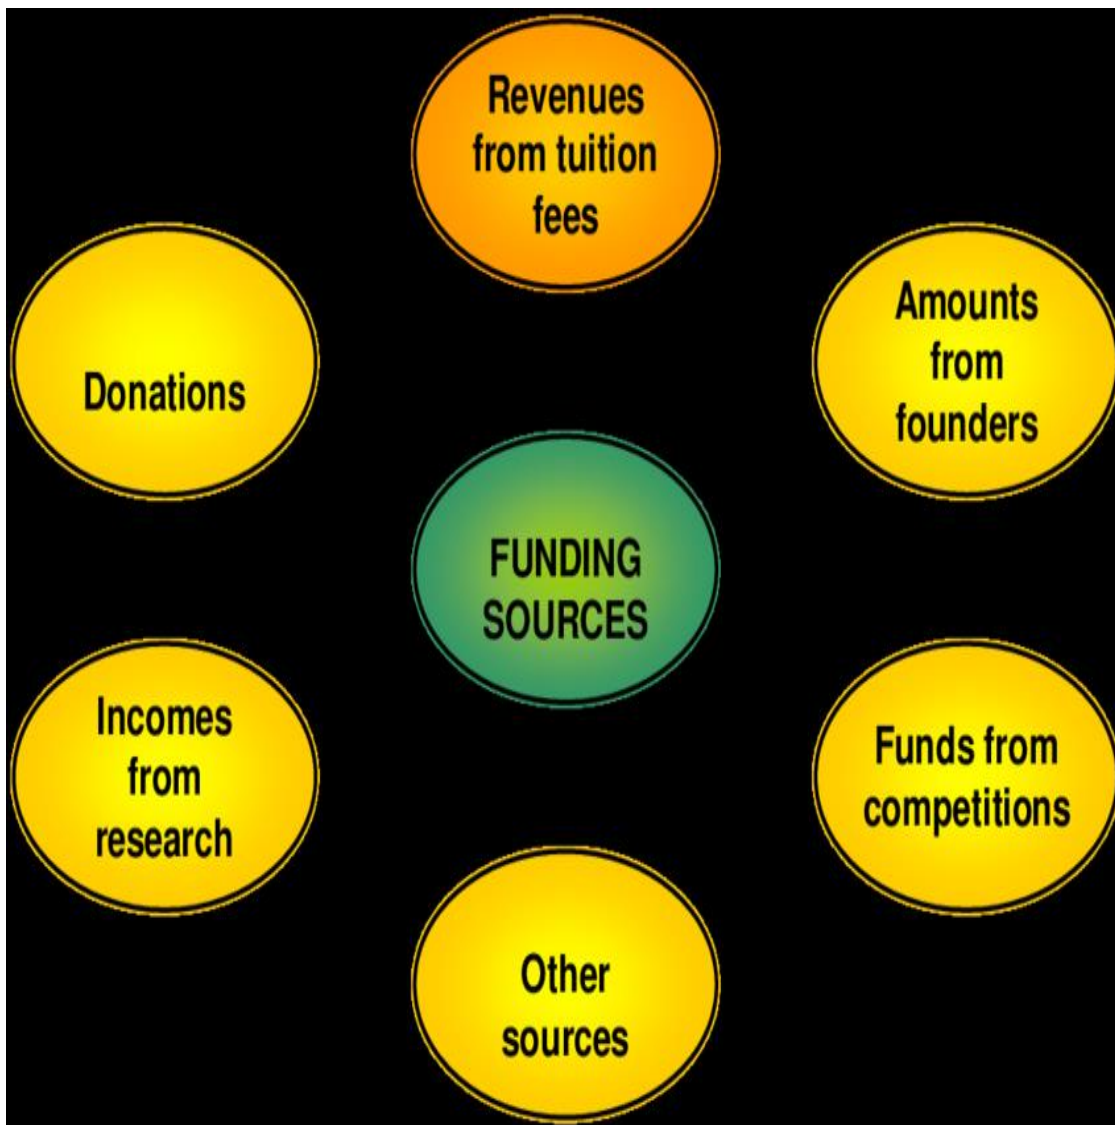 Revenues
from tuition
fees
Donations
Amounts
from
founders
FUNDING
SOURCES
Incomes
from
research
Funds from
competitions
Other
sources